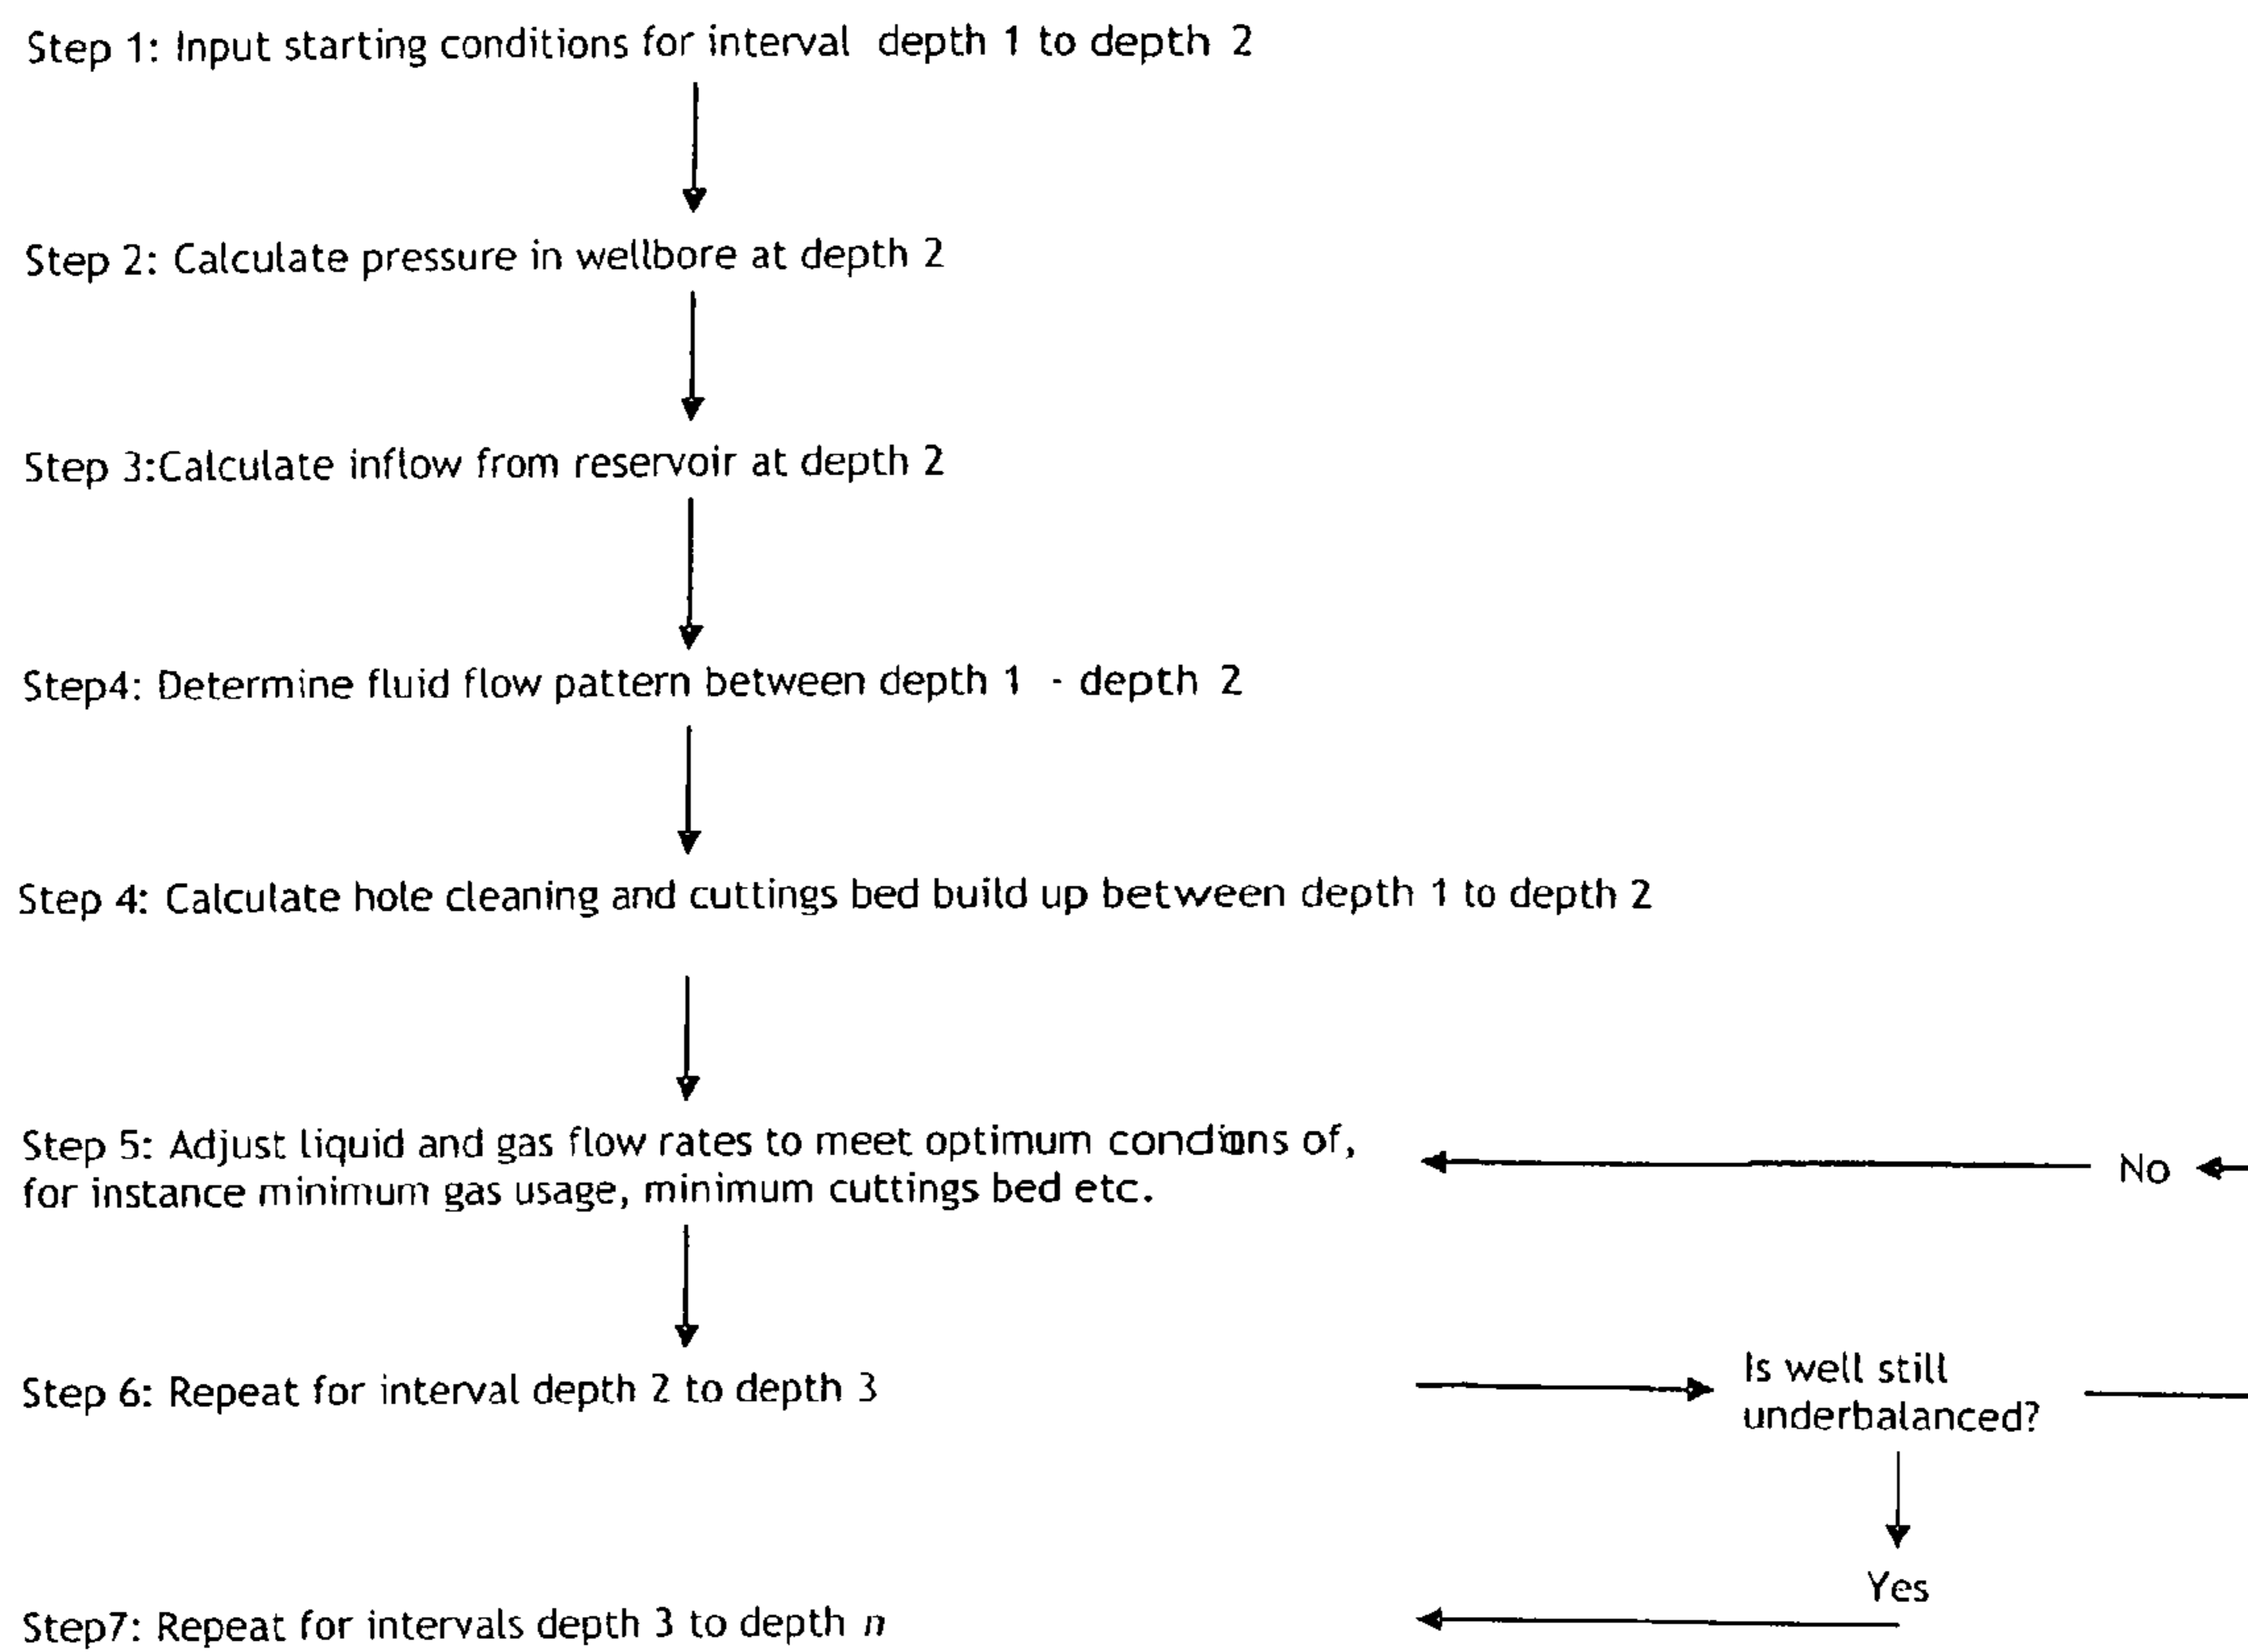 Step 1: Input starting conditions for interval depth 1 to depth 2
Step 2: Calculate pressure in wellbore at depth 2
Step 3:Calculate inflow from reservoir at depth 2
Step4: Determine fluid flow pattern between depth 1 - depth 2
Step 4: Calculate hole cleaning and cuttings bed build up between depth 1 to depth 2
Step 5: Adjust liquid and gas flow rates to meet optimum of,
for instance minimum gas usage, minimum cuttings bed etc.
No
Step 6: Repeat for interval depth 2 to depth 3
Is well still
underbalanced?
Yes
Step7: Repeat for intervals depth 3 to depth n